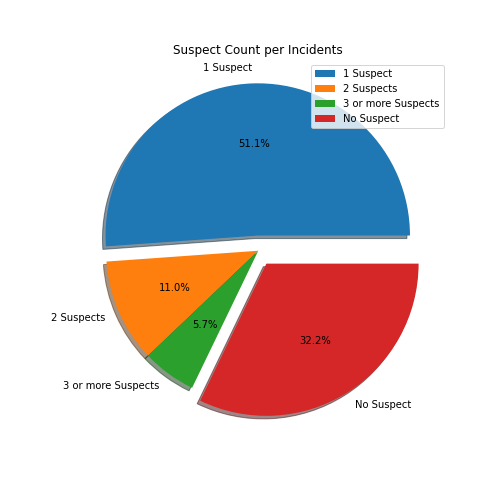 Suspect Count per Incidents
1 Suspect
1 Suspect
2 Suspects
3 or more Suspects
No Suspect
51.1%
11.0%
5.7%
32.2%
2 Suspects
3 or more Suspects
No Suspect